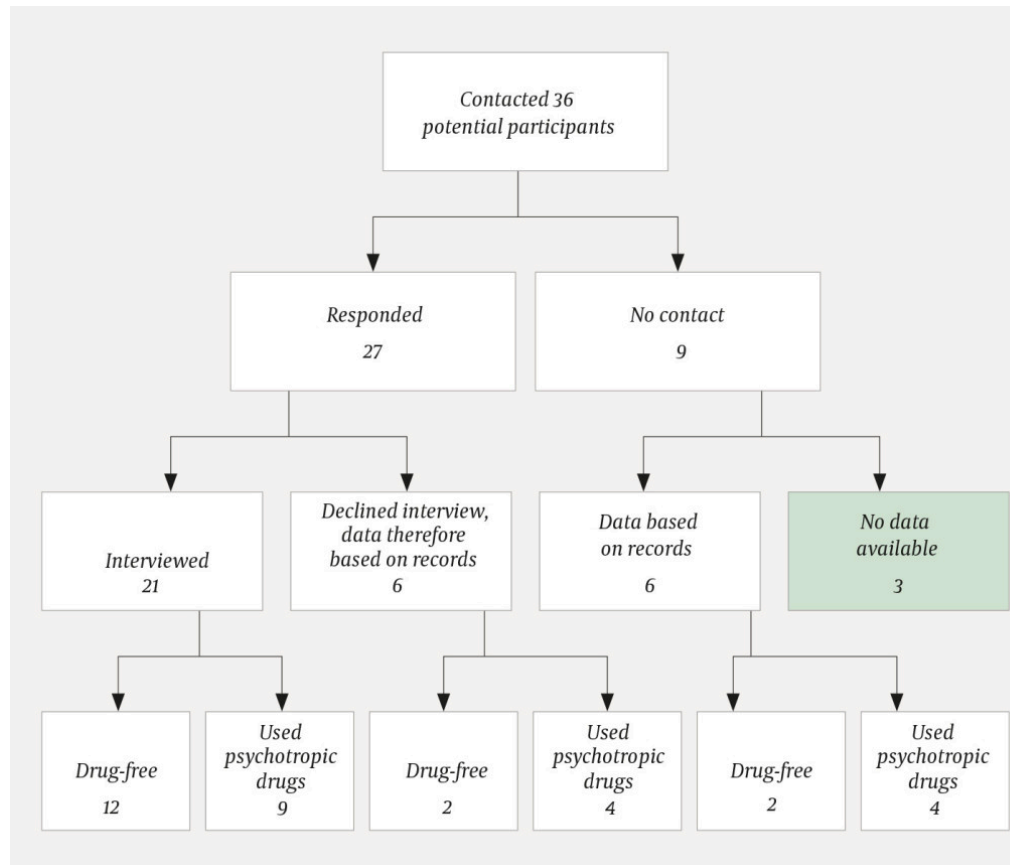 Contacted 36
potential participants
Responded
27
No contact
9
Interviewed
21
Declined interview,
data therefore
based on records
6
Data based
on records
6
No data
available
3
Drug-free
12
Used
psychotropic
drugs
9
Drug-free
2
Used
psychotropic
drugs
4
Drug-free
2
Used
psychotropic
drugs
4